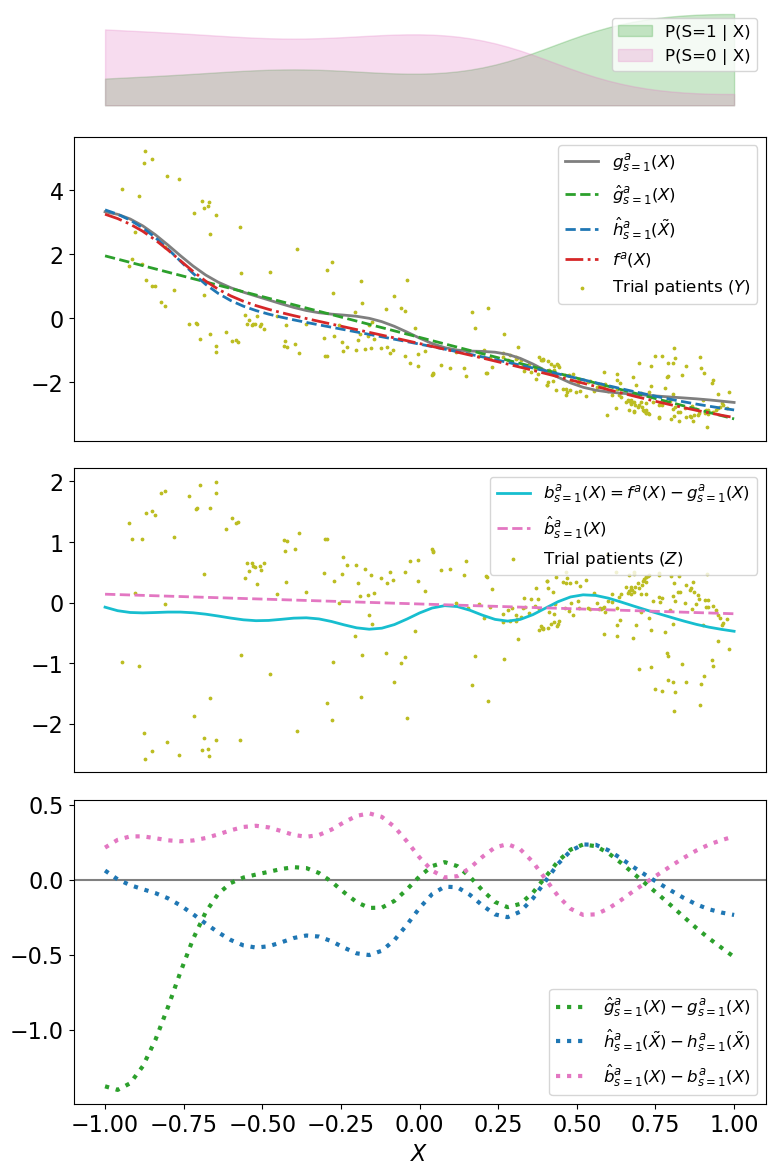 P(S=1 | X)
P(S=0 | X)
4
2
0
−2
g^a_{s=1}(X)
ĝ^a_{s=1}(X)
ĥ^a_{s=1}(X̃)
f^a(X)
Trial patients (Y)
2
1
0
−1
−2
b^a_{s=1}(X) = f^a(X) − g^a_{s=1}(X)
b̂^a_{s=1}(X)
Trial patients (Z)
0.5
0.0
−0.5
−1.0
ĝ^a_{s=1}(X) − g^a_{s=1}(X)
ĥ^a_{s=1}(X̃) − h^a_{s=1}(X̃)
b̂^a_{s=1}(X) − b^a_{s=1}(X)
−1.00 −0.75 −0.50 −0.25 0.00 0.25 0.50 0.75 1.00
X